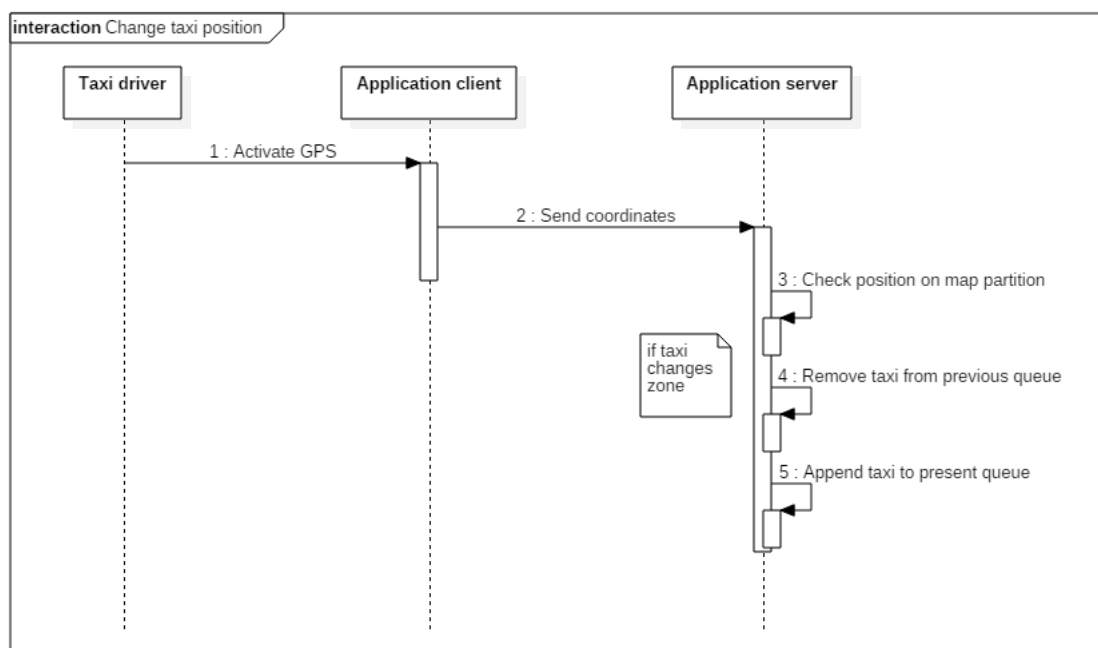 interaction Change taxi position
Taxi driver
Application client
Application server
1 : Activate GPS
2 : Send coordinates
3 : Check position on map partition
if taxi
changes
zone
4 : Remove taxi from previous queue
5 : Append taxi to present queue